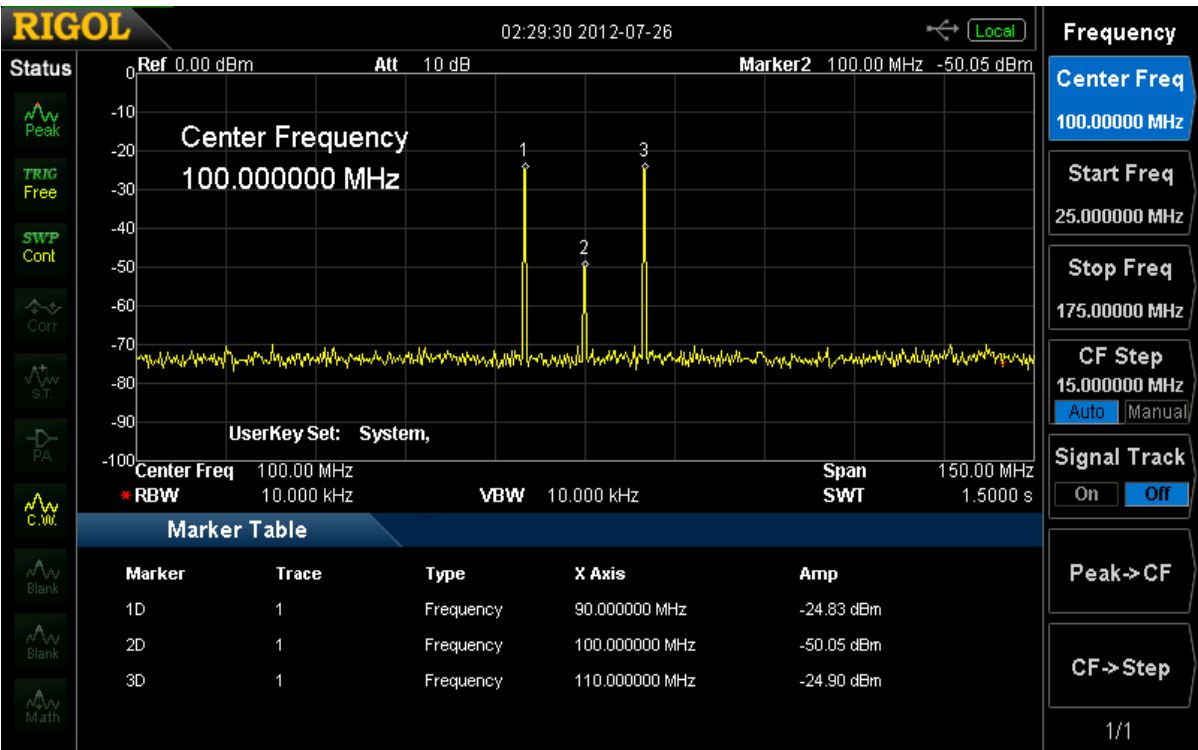 RIGOL
02:29:30 2012-07-26
Local
Frequency
Status
Ref 0.00 dBm Att 10 dB Marker2 100.00 MHz -50.05 dBm
Peak
TRIG
Free
SWP
Cont
Corr
S.T.
PA
C.W.
Blank
Blank
Math
0
-10
-20
-30
-40
-50
-60
-70
-80
-90
-100
Center Frequency
100.000000 MHz
1
2
3
UserKey Set: System,
Center Freq 100.00 MHz Span 150.00 MHz
*RBW 10.000 kHz VBW 10.000 kHz SWT 1.5000 s
Marker Table
Marker Trace Type X Axis Amp
1D 1 Frequency 90.000000 MHz -24.83 dBm
2D 1 Frequency 100.000000 MHz -50.05 dBm
3D 1 Frequency 110.000000 MHz -24.90 dBm
Center Freq
100.00000 MHz
Start Freq
25.000000 MHz
Stop Freq
175.00000 MHz
CF Step
15.000000 MHz
Auto Manual
Signal Track
On Off
Peak->CF
CF->Step
1/1